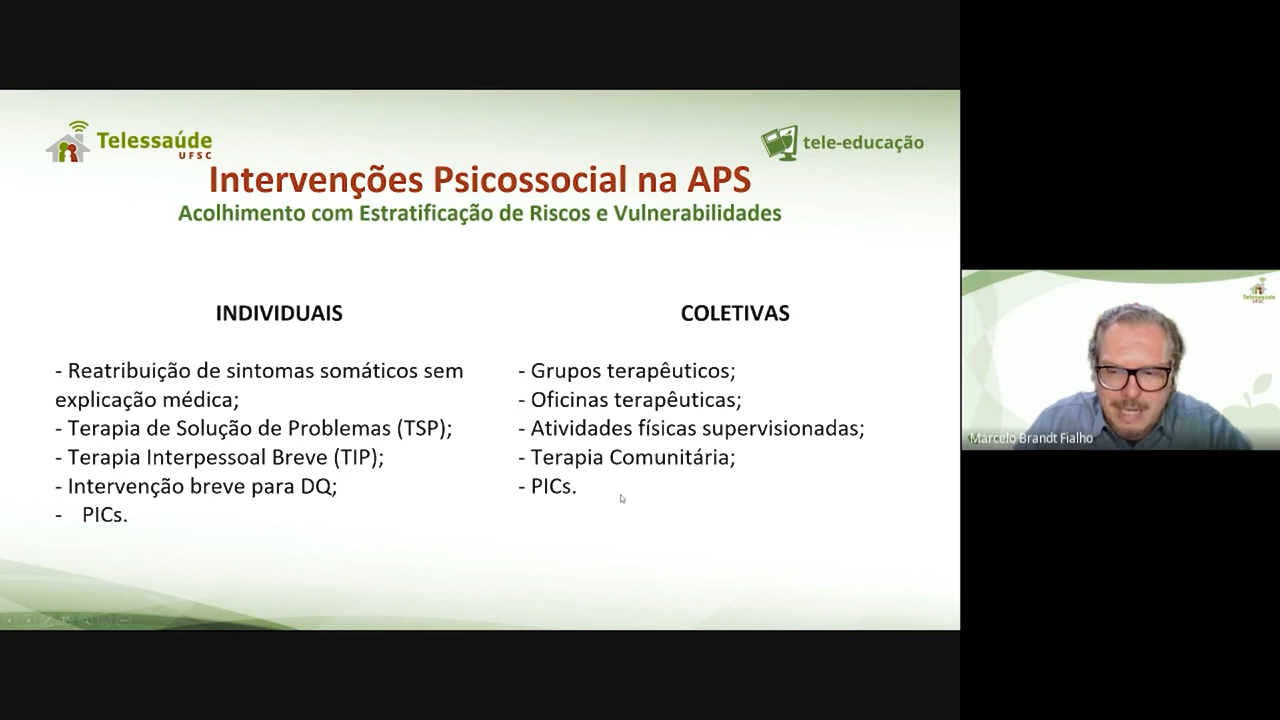 Telessaúde
UFSC
tele-educação
Intervenções Psicossocial na APS
Acolhimento com Estratificação de Riscos e Vulnerabilidades
INDIVIDUAIS
- Reatribuição de sintomas somáticos sem
explicação médica;
- Terapia de Solução de Problemas (TSP);
- Terapia Interpessoal Breve (TIP);
- Intervenção breve para DQ;
- PICs.
COLETIVAS
- Grupos terapêuticos;
- Oficinas terapêuticas;
- Atividades físicas supervisionadas;
- Terapia Comunitária;
- PICs.
Telessaúde
UFSC
Marcelo Brandt Fialho